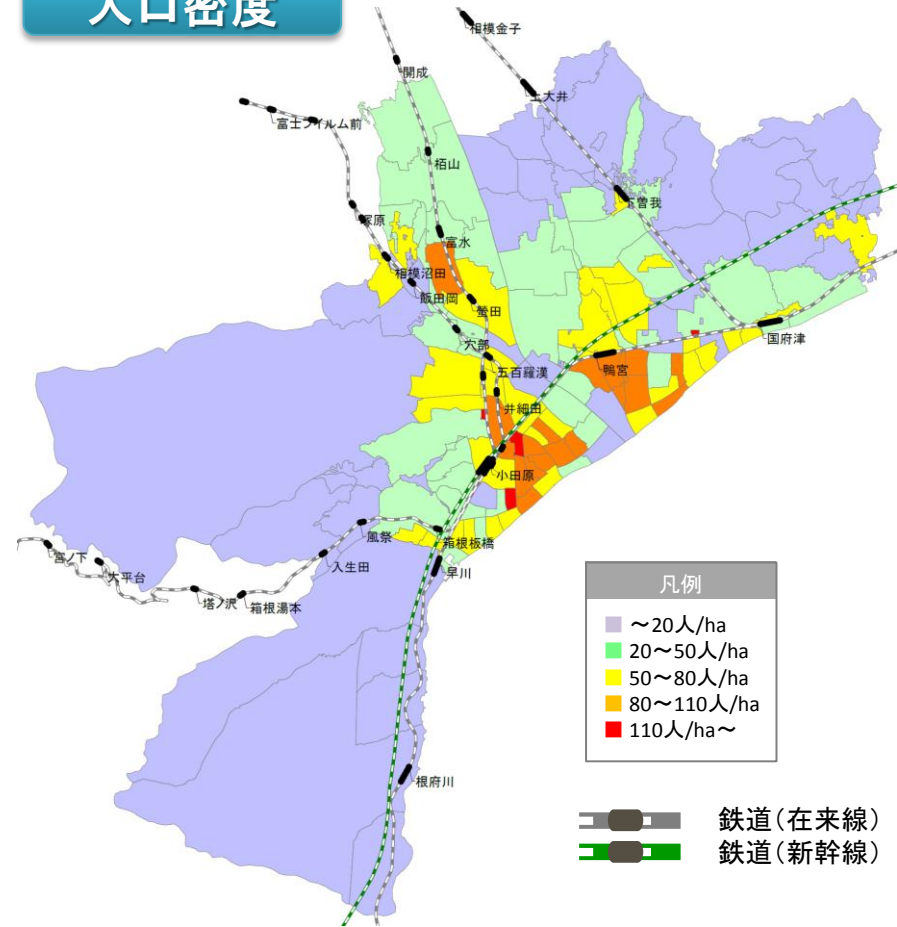 人口密度
相模金子
開成
上大井
富士フイルム前
栢山
下曽我
塚原
富水
相模沼田
飯田岡
螢田
国府津
穴部
五百羅漢
鴨宮
井細田
小田原
風祭
箱根板橋
宮ノ下
入生田
大平台
早川
塔ノ沢
箱根湯本
凡例
～20人/ha
20～50人/ha
50～80人/ha
80～110人/ha
110人/ha～
根府川
鉄道（在来線）
鉄道（新幹線）